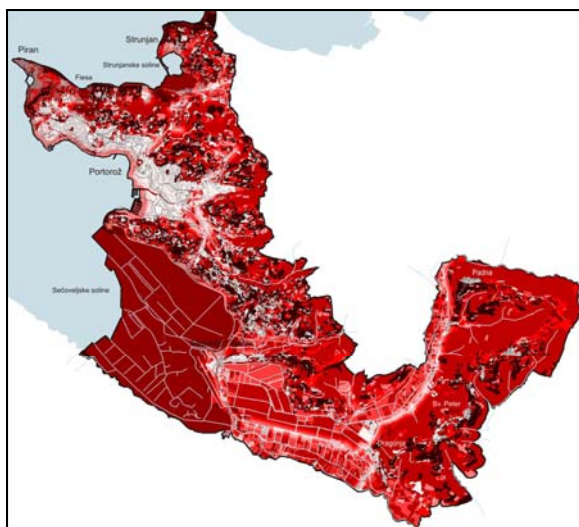 Strunjan
Piran
Strunjanske soline
Fiesa
Portorož
Padna
Sečoveljske soline
Sv. Peter
Dragonja